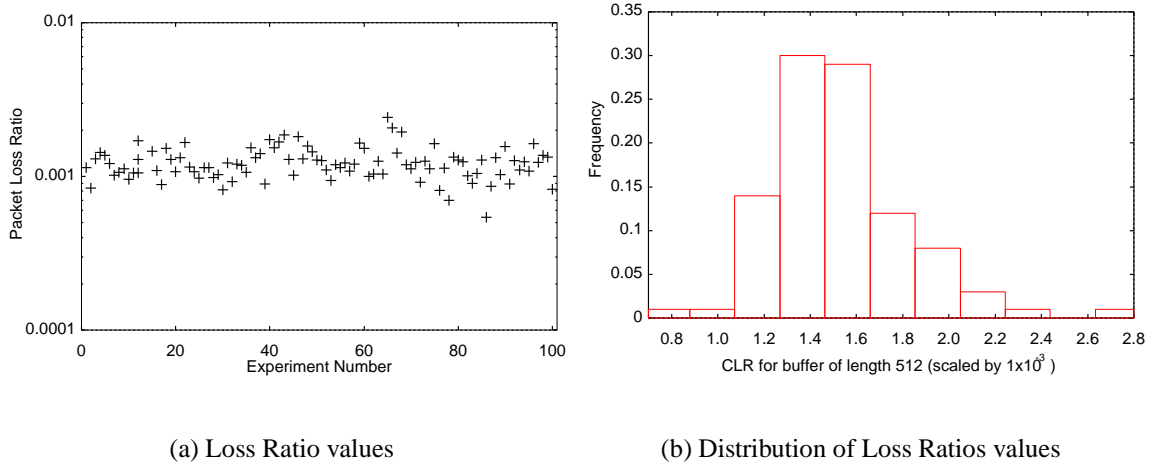 0.01
0.001
0.0001
Packet Loss Ratio
0 20 40 60 80 100
Experiment Number
(a) Loss Ratio values
0.35
0.30
0.25
0.20
0.15
0.10
0.05
0
Frequency
0.8 1.0 1.2 1.4 1.6 1.8 2.0 2.2 2.4 2.6 2.8
CLR for buffer of length 512 (scaled by 1x10⁻³ )
(b) Distribution of Loss Ratios values